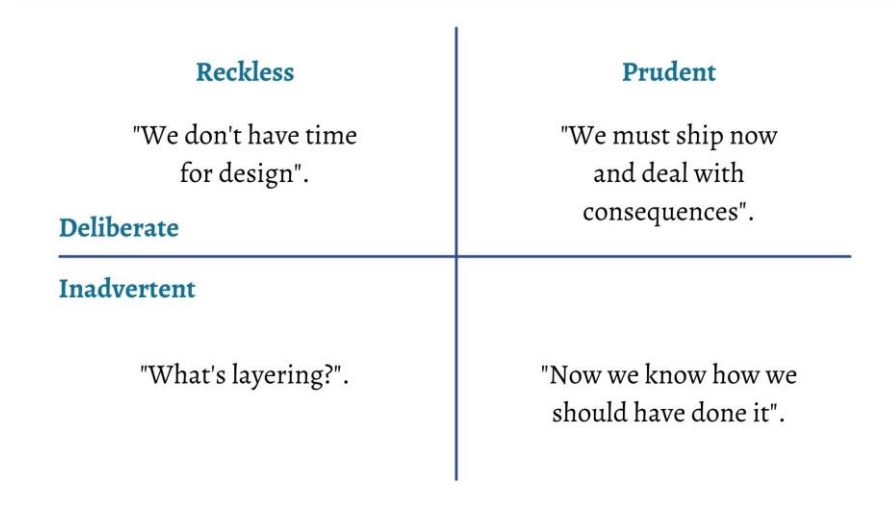 Reckless
Prudent
"We don't have time
for design".
"We must ship now
and deal with
consequences".
Deliberate
Inadvertent
"What's layering?".
"Now we know how we
should have done it".